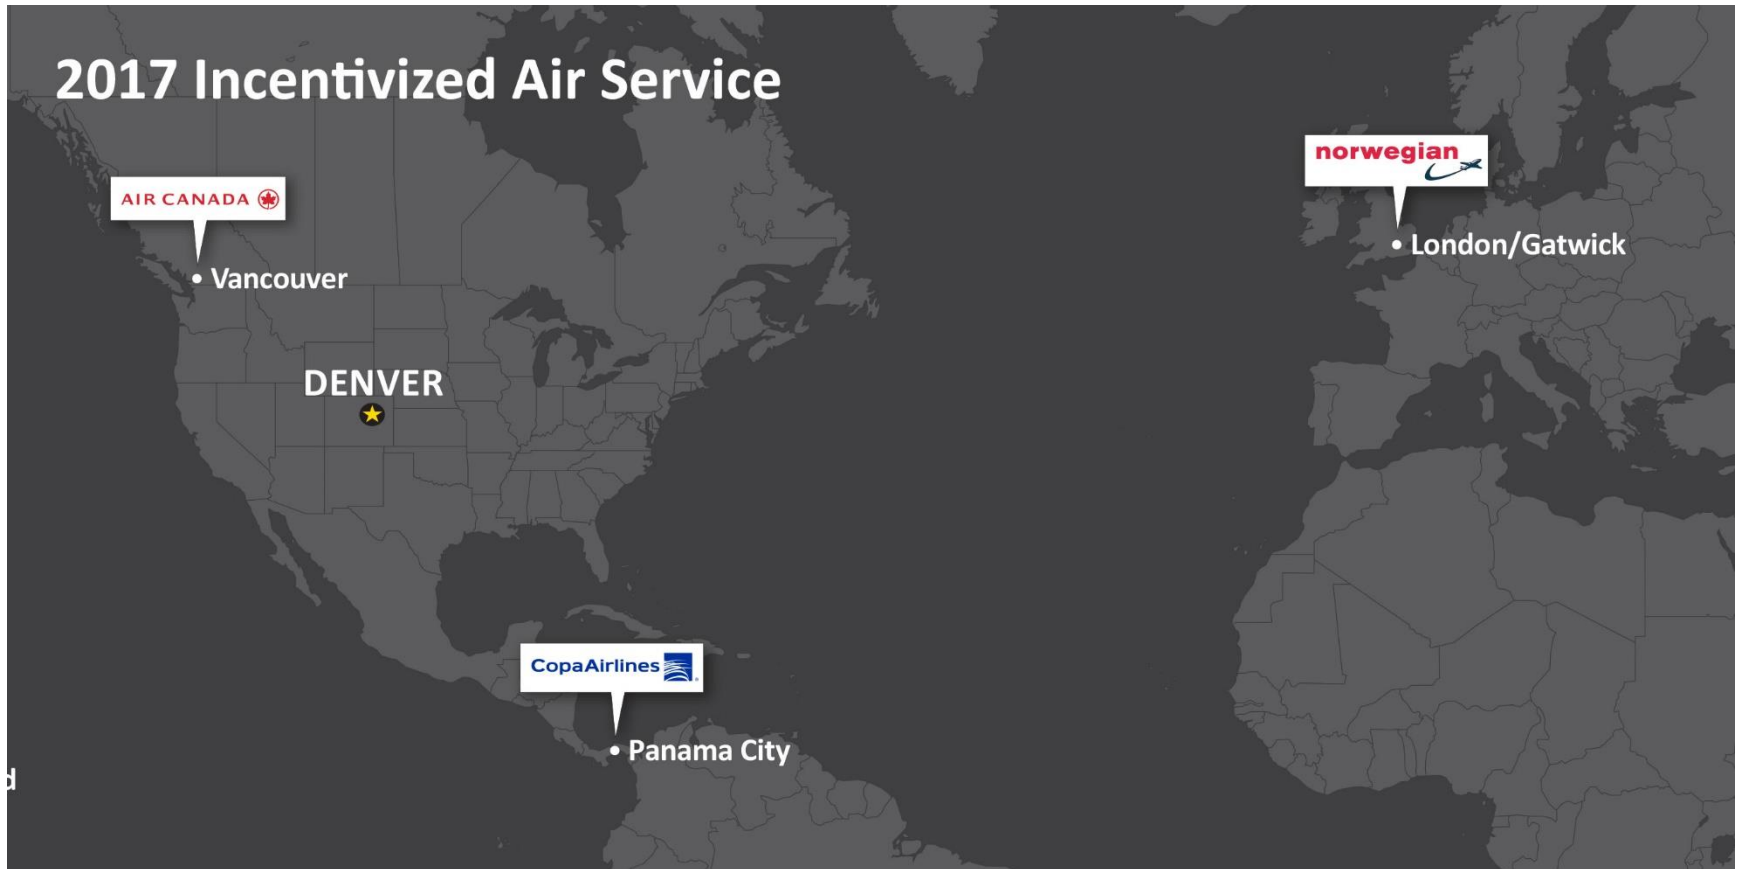 2017 Incentivized Air Service
norwegian
AIR CANADA
London/Gatwick
Vancouver
DENVER
CopaAirlines
Panama City
d